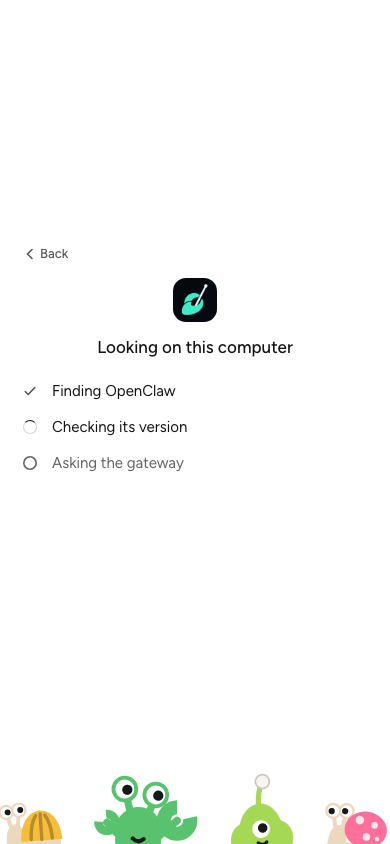 Back
Looking on this computer
Finding OpenClaw
Checking its version
Asking the gateway